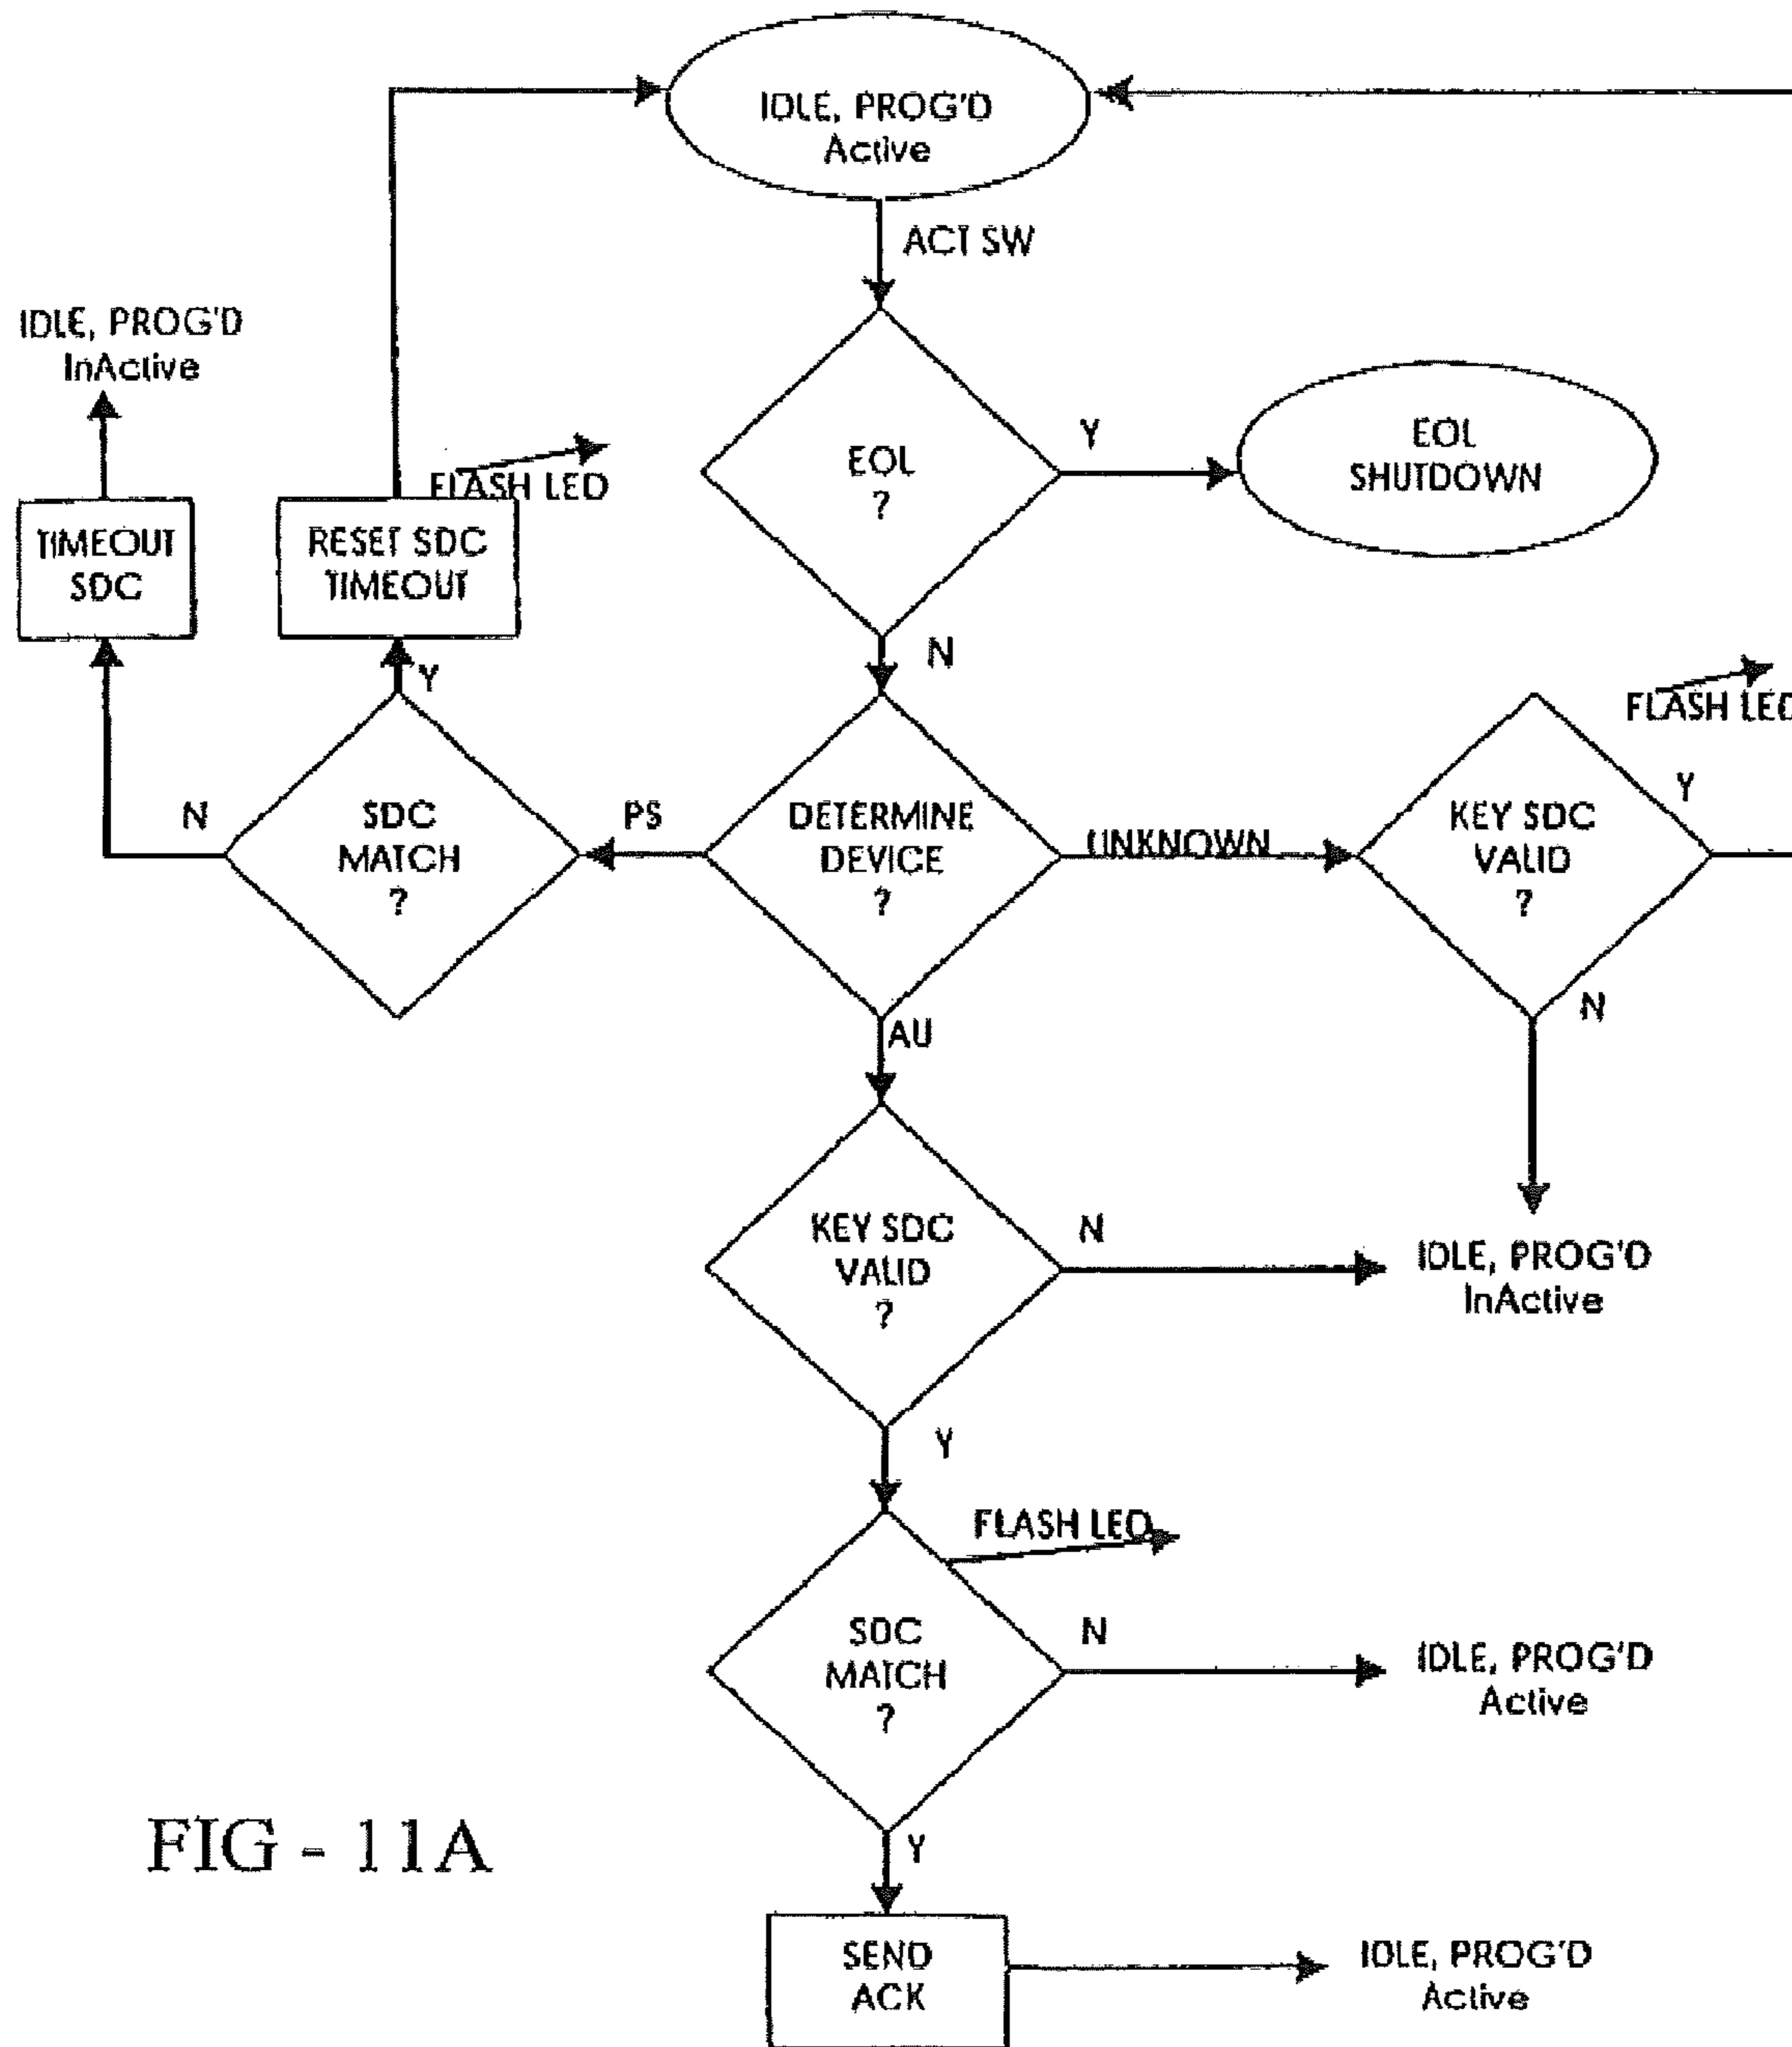 IDLE, PROG'D
Active
ACT SW
IDLE, PROG'D
InActive
EOL
?
Y
EOL
SHUTDOWN
FLASH LED
TIMEOUT
SDC
RESET SDC
TIMEOUT
N
Y
FLASH LED
N
SDC
MATCH
?
PS
DETERMINE
DEVICE
?
UNKNOWN
KEY SDC
VALID
?
Y
N
AU
KEY SDC
VALID
?
N
IDLE, PROG'D
InActive
Y
FLASH LED
SDC
MATCH
?
N
IDLE, PROG'D
Active
Y
SEND
ACK
IDLE, PROG'D
Active
FIG - 11A